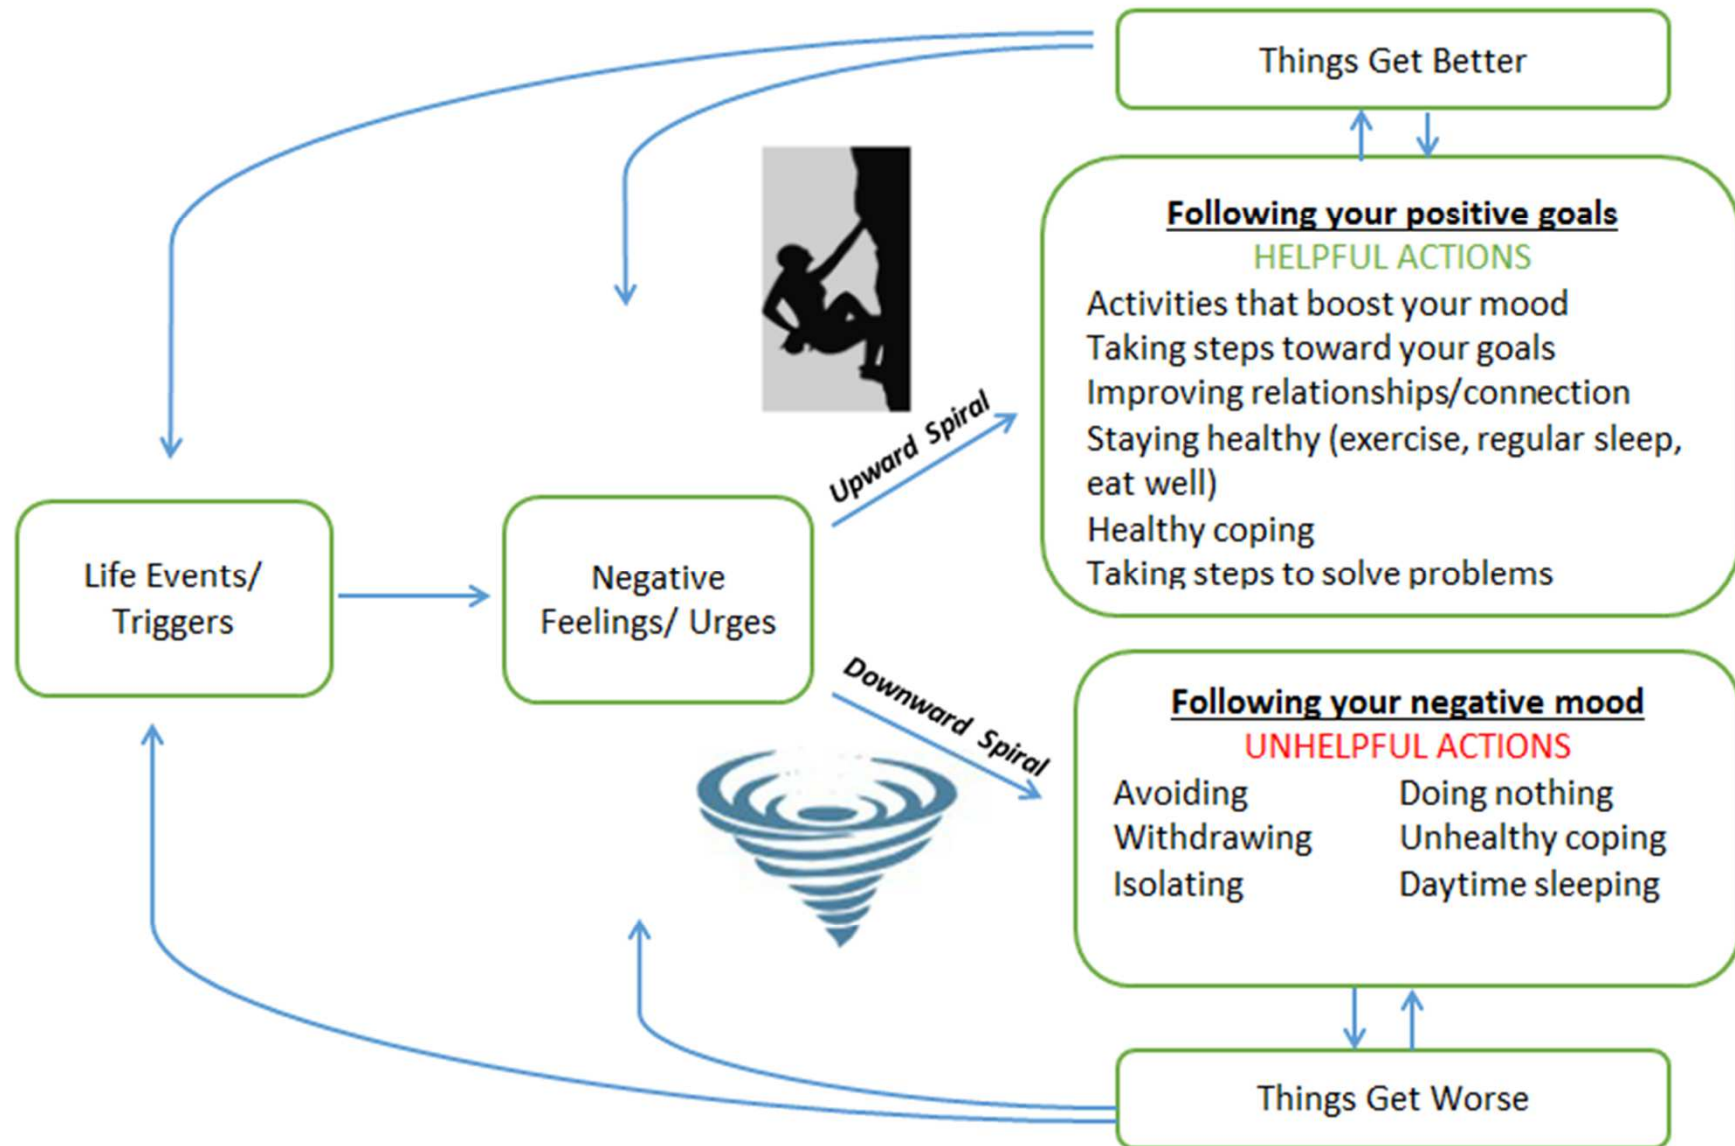 Things Get Better
Following your positive goals
HELPFUL ACTIONS
Activities that boost your mood
Taking steps toward your goals
Improving relationships/connection
Staying healthy (exercise, regular sleep,
eat well)
Healthy coping
Taking steps to solve problems
Upward Spiral
Life Events/
Triggers
Negative
Feelings/ Urges
Downward Spiral
Following your negative mood
UNHELPFUL ACTIONS
Avoiding Doing nothing
Withdrawing Unhealthy coping
Isolating Daytime sleeping
Things Get Worse